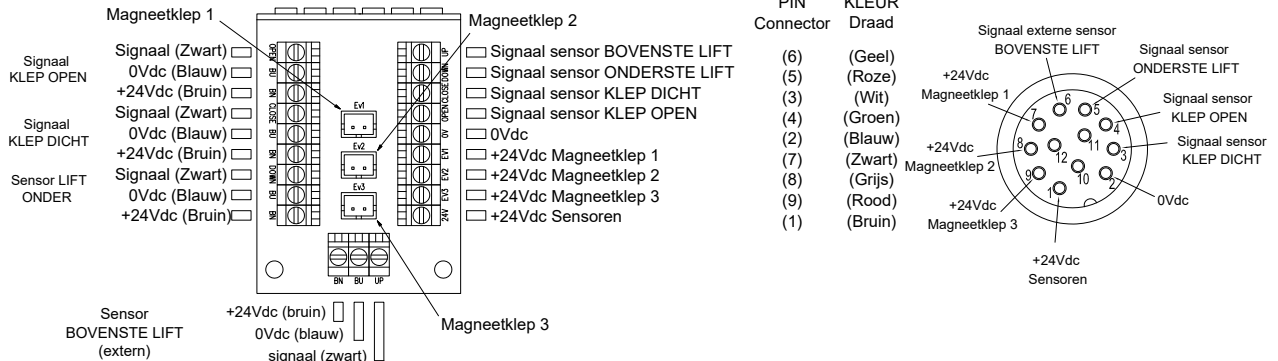 Magneetklep 1
Magneetklep 2
Signaal
KLEP OPEN
Signaal (Zwart)
0Vdc (Blauw)
+24Vdc (Bruin)
Signaal
KLEP DICHT
Signaal (Zwart)
0Vdc (Blauw)
+24Vdc (Bruin)
Sensor LIFT
ONDER
Signaal (Zwart)
0Vdc (Blauw)
+24Vdc (Bruin)
OPEN
BU
BN
CLOSE
BU
BN
DOWN
BU
BN
Ev1
Ev2
Ev3
UP
DOWN
CLOSE
OPEN
0V
EV1
EV2
EV3
24V
BN BU UP
Signaal sensor BOVENSTE LIFT
Signaal sensor ONDERSTE LIFT
Signaal sensor KLEP DICHT
Signaal sensor KLEP OPEN
0Vdc
+24Vdc Magneetklep 1
+24Vdc Magneetklep 2
+24Vdc Magneetklep 3
+24Vdc Sensoren
Sensor
BOVENSTE LIFT
(extern)
+24Vdc (bruin)
0Vdc (blauw)
signaal (zwart)
Magneetklep 3
PIN KLEUR
Connector Draad
(6) (Geel)
(5) (Roze)
(3) (Wit)
(4) (Groen)
(2) (Blauw)
(7) (Zwart)
(8) (Grijs)
(9) (Rood)
(1) (Bruin)
Signaal externe sensor
BOVENSTE LIFT
Signaal sensor
ONDERSTE LIFT
+24Vdc
Magneetklep 1
Signaal sensor
KLEP OPEN
Signaal sensor
KLEP DICHT
+24Vdc
Magneetklep 2
+24Vdc
Magneetklep 3
0Vdc
+24Vdc
Sensoren
6
5
7
4
11
8
12
3
9
10
2
1